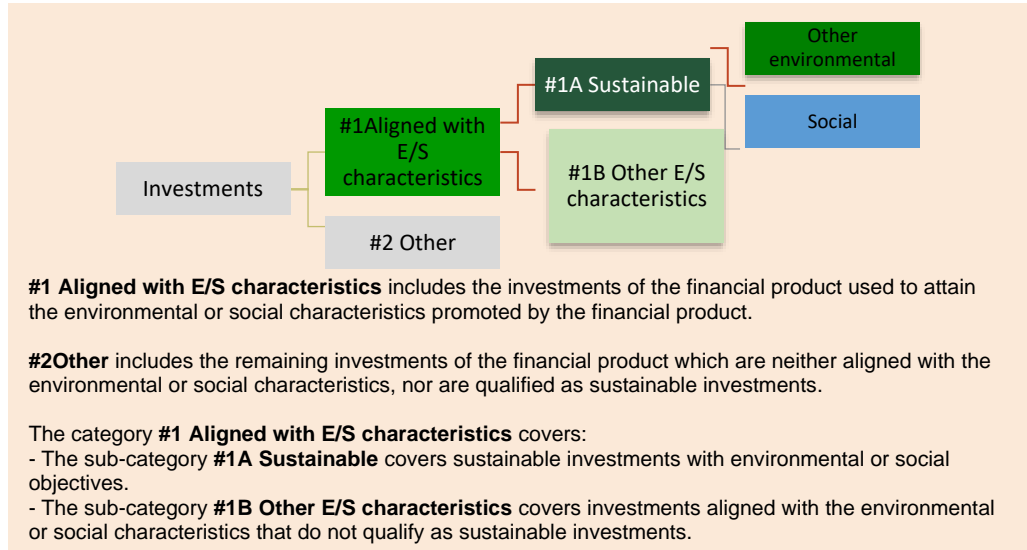 Other
environmental
#1A Sustainable
Social
#1Aligned with
E/S
characteristics
#1B Other E/S
characteristics
Investments
#2 Other
#1 Aligned with E/S characteristics includes the investments of the financial product used to attain
the environmental or social characteristics promoted by the financial product.
#2Other includes the remaining investments of the financial product which are neither aligned with the
environmental or social characteristics, nor are qualified as sustainable investments.
The category #1 Aligned with E/S characteristics covers:
- The sub-category #1A Sustainable covers sustainable investments with environmental or social
objectives.
- The sub-category #1B Other E/S characteristics covers investments aligned with the environmental
or social characteristics that do not qualify as sustainable investments.